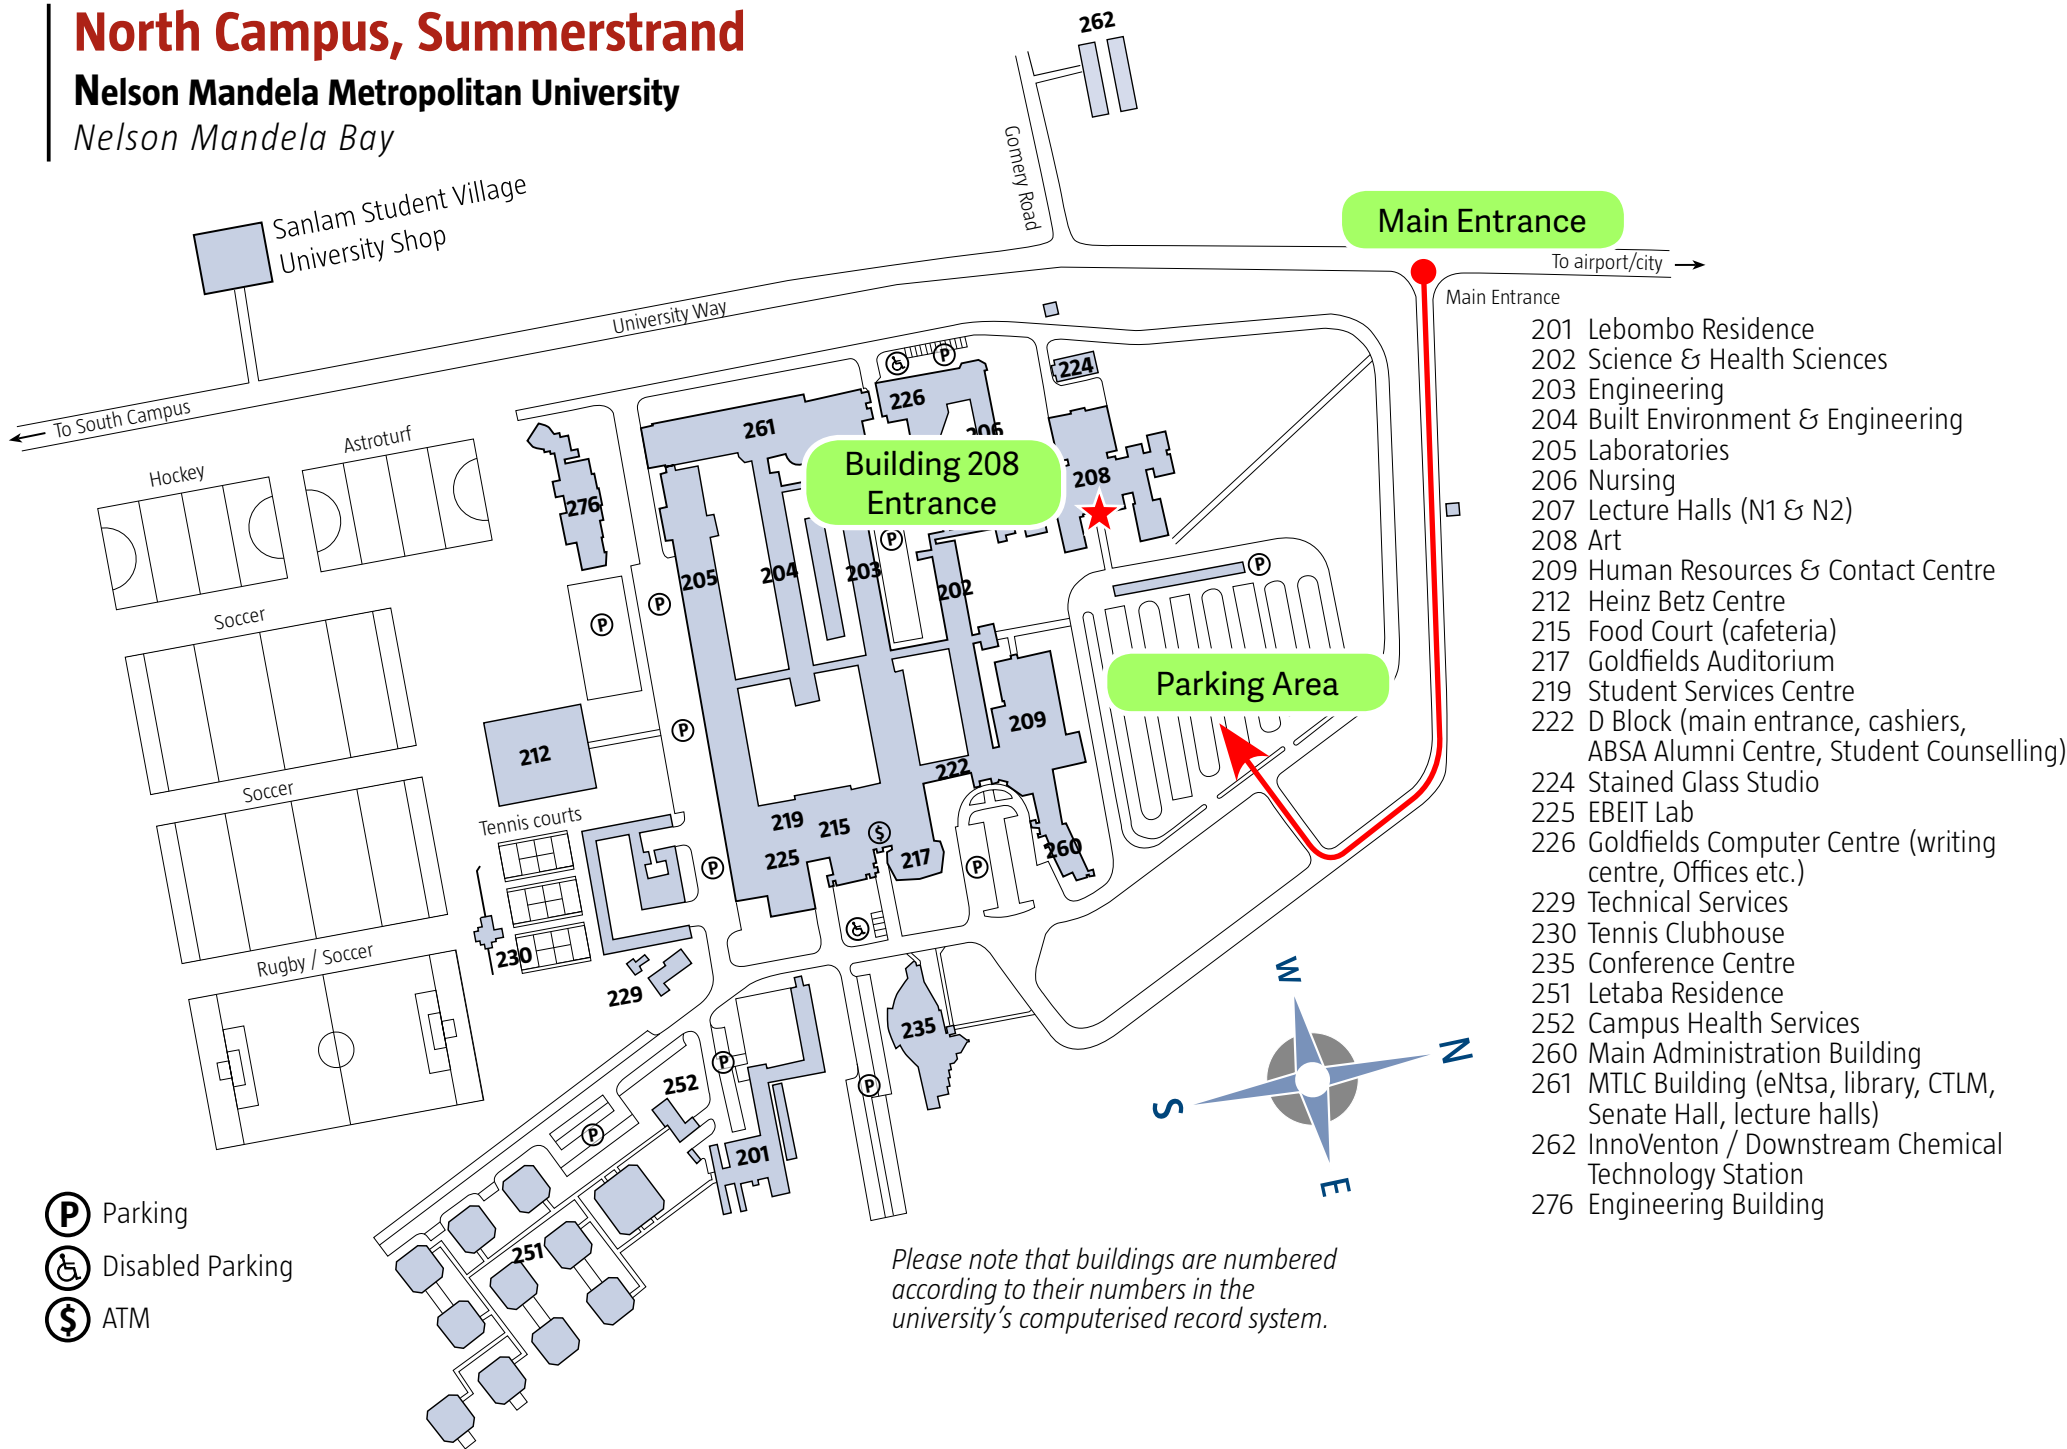 North Campus, Summerstrand
Nelson Mandela Metropolitan University
Nelson Mandela Bay
262
Gomery Road
Sanlam Student Village
University Shop
Main Entrance
To airport/city
Main Entrance
University Way
To South Campus
Hockey
Astroturf
Soccer
Soccer
Rugby / Soccer
Tennis courts
P
224
226
261
206
Building 208
Entrance
208
276
P
205
204
203
202
P
P
P
Parking Area
209
212
P
222
219
215
$
225
217
260
P
P
230
229
235
252
P
P
P
201
251
W
N
S
E
201 Lebombo Residence
202 Science & Health Sciences
203 Engineering
204 Built Environment & Engineering
205 Laboratories
206 Nursing
207 Lecture Halls (N1 & N2)
208 Art
209 Human Resources & Contact Centre
212 Heinz Betz Centre
215 Food Court (cafeteria)
217 Goldfields Auditorium
219 Student Services Centre
222 D Block (main entrance, cashiers,
ABSA Alumni Centre, Student Counselling)
224 Stained Glass Studio
225 EBEIT Lab
226 Goldfields Computer Centre (writing
centre, Offices etc.)
229 Technical Services
230 Tennis Clubhouse
235 Conference Centre
251 Letaba Residence
252 Campus Health Services
260 Main Administration Building
261 MTLC Building (eNtsa, library, CTLM,
Senate Hall, lecture halls)
262 InnoVenton / Downstream Chemical
Technology Station
276 Engineering Building
P Parking
Disabled Parking
$ ATM
Please note that buildings are numbered
according to their numbers in the
university's computerised record system.